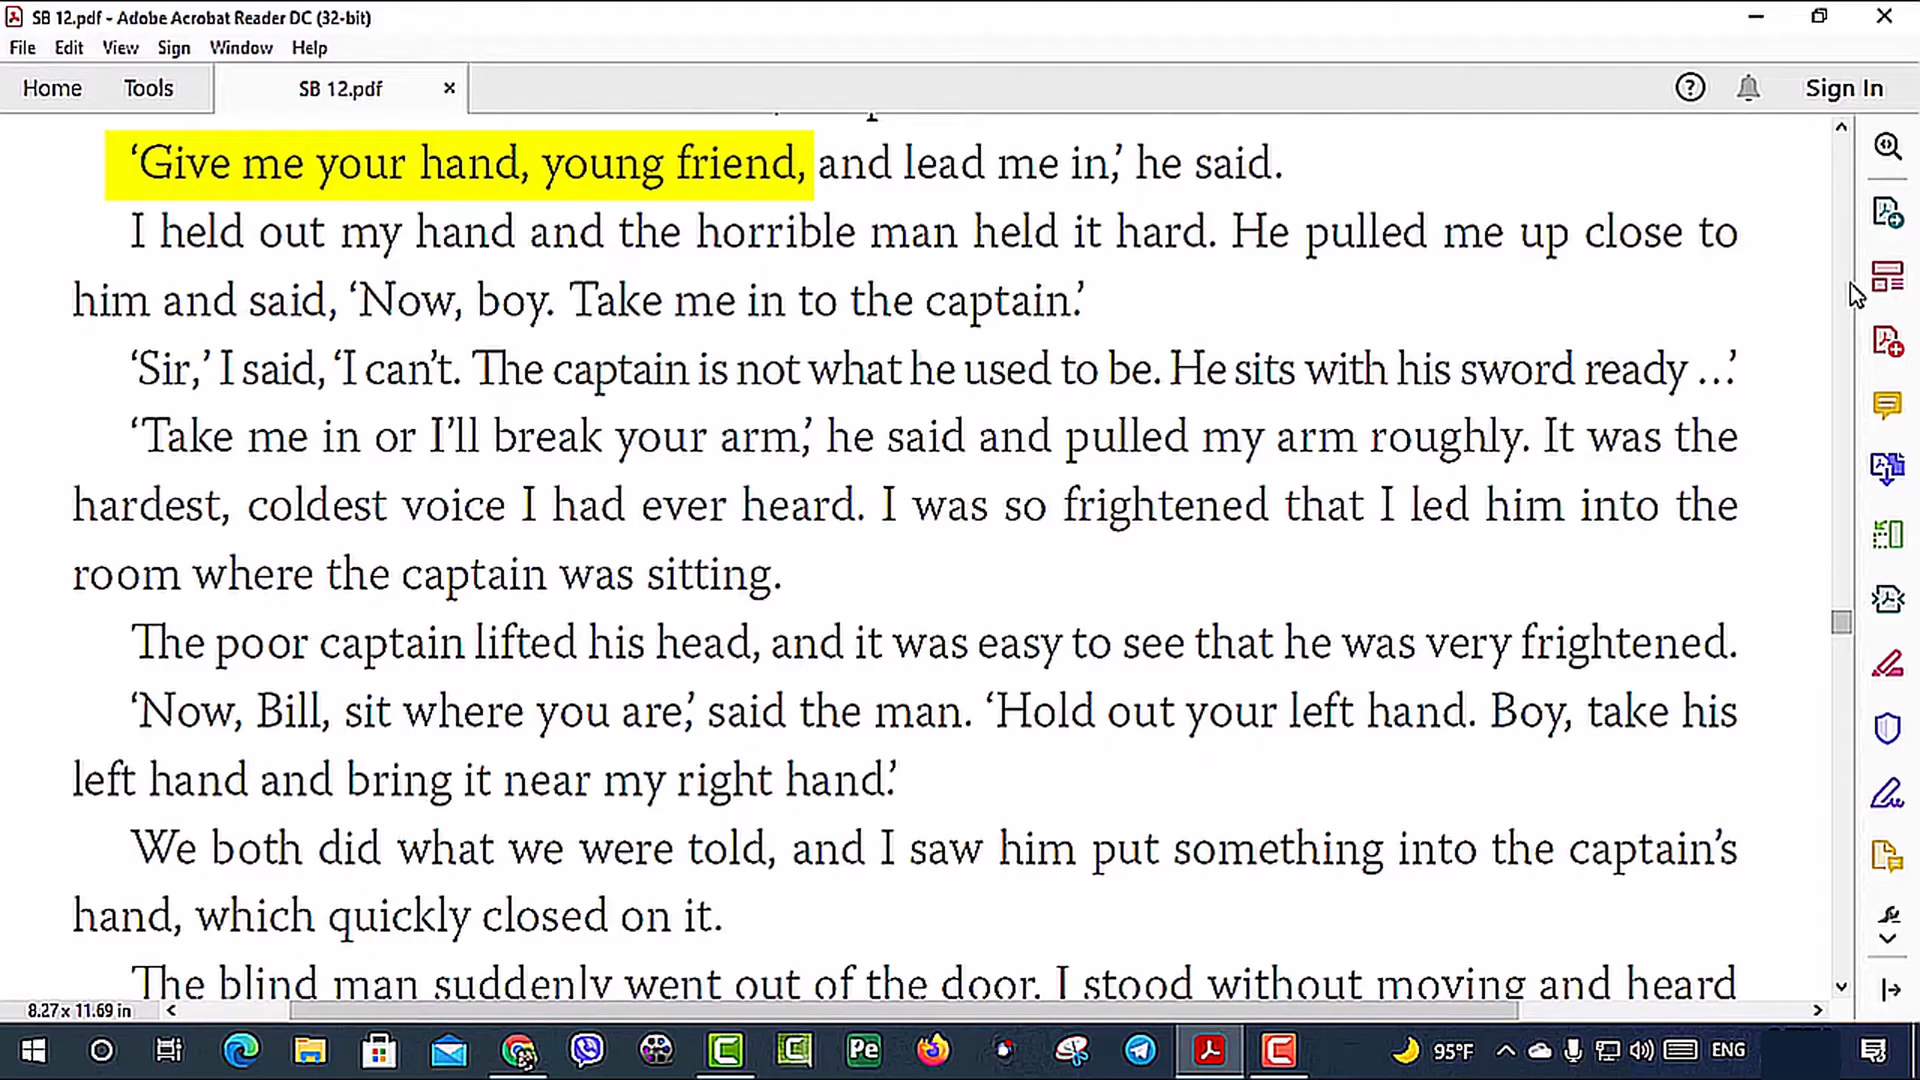 SB 12.pdf - Adobe Acrobat Reader DC (32-bit)
File Edit View Sign Window Help
Home Tools SB 12.pdf × Sign In
‘Give me your hand, young friend, and lead me in,’ he said.
I held out my hand and the horrible man held it hard. He pulled me up close to
him and said, ‘Now, boy. Take me in to the captain.’
‘Sir,’ I said, ‘I can’t. The captain is not what he used to be. He sits with his sword ready ...’
‘Take me in or I’ll break your arm,’ he said and pulled my arm roughly. It was the
hardest, coldest voice I had ever heard. I was so frightened that I led him into the
room where the captain was sitting.
The poor captain lifted his head, and it was easy to see that he was very frightened.
‘Now, Bill, sit where you are,’ said the man. ‘Hold out your left hand. Boy, take his
left hand and bring it near my right hand.’
We both did what we were told, and I saw him put something into the captain’s
hand, which quickly closed on it.
The blind man suddenly went out of the door. I stood without moving and heard
8.27 x 11.69 in
Pe 95°F ENG